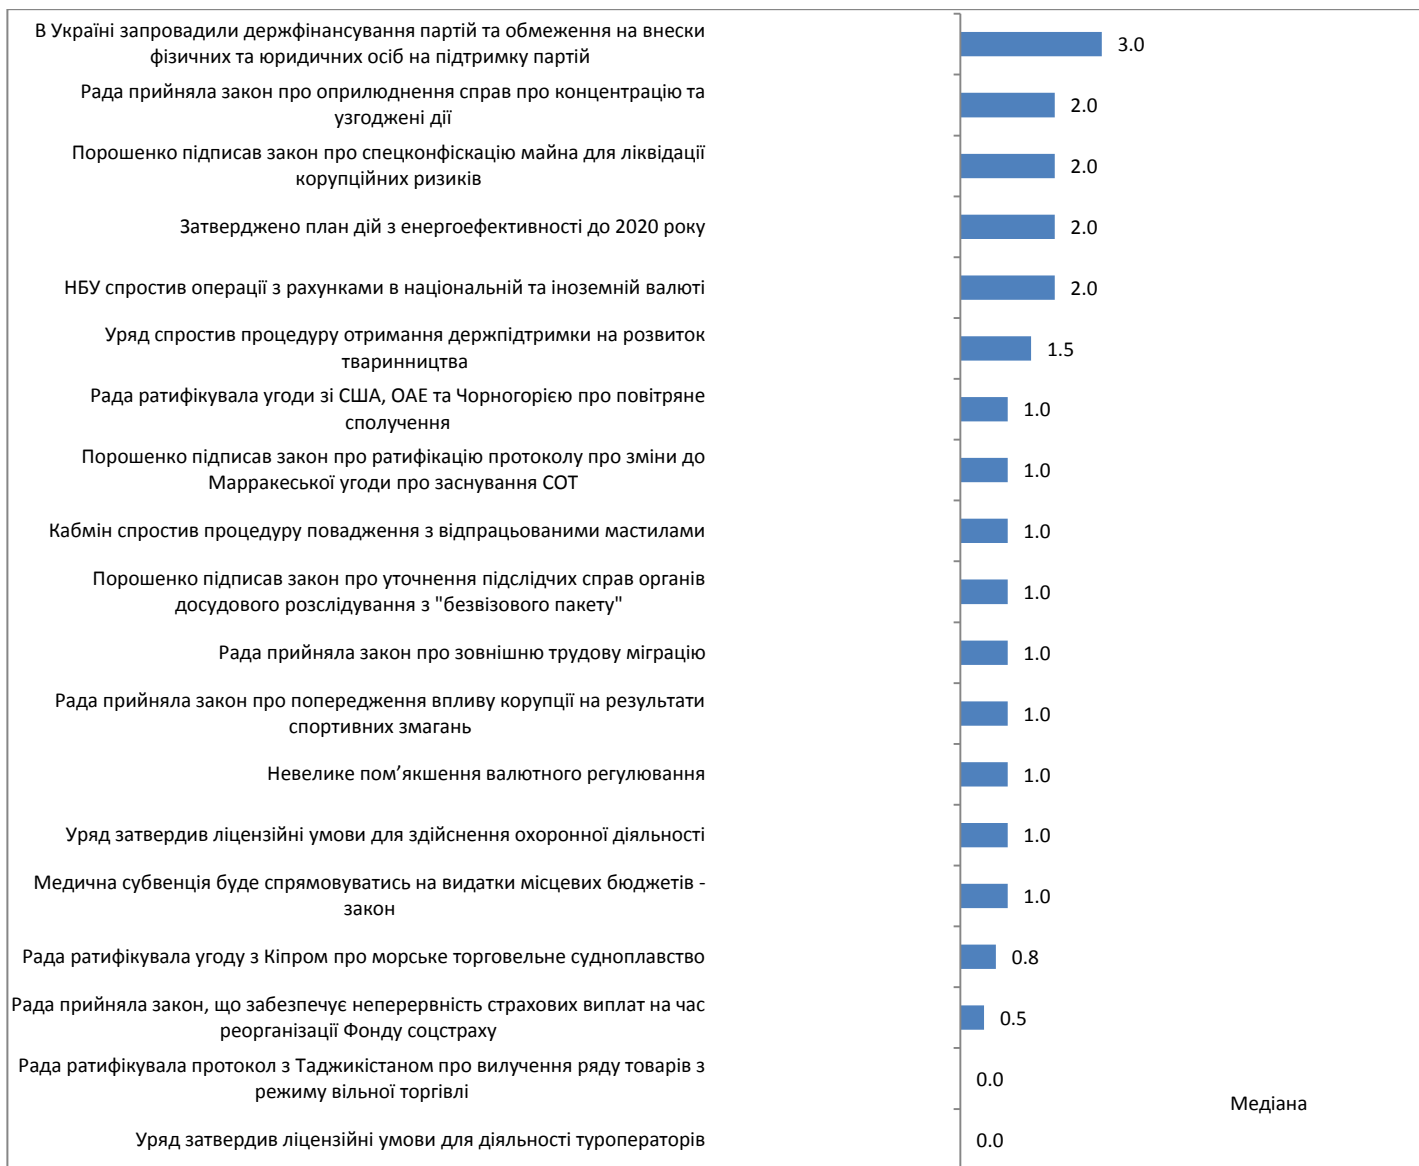 В Україні запровадили держфінансування партій та обмеження на внески
фізичних та юридичних осіб на підтримку партій
3.0
Рада прийняла закон про оприлюднення справ про концентрацію та
узгоджені дії
2.0
Порошенко підписав закон про спецконфіскацію майна для ліквідації
корупційних ризиків
2.0
Затверджено план дій з енергоефективності до 2020 року
2.0
НБУ спростив операції з рахунками в національній та іноземній валюті
2.0
Уряд спростив процедуру отримання держпідтримки на розвиток
тваринництва
1.5
Рада ратифікувала угоди зі США, ОАЕ та Чорногорією про повітряне
сполучення
1.0
Порошенко підписав закон про ратифікацію протоколу про зміни до
Марракеської угоди про заснування СОТ
1.0
Кабмін спростив процедуру повадження з відпрацьованими мастилами
1.0
Порошенко підписав закон про уточнення підслідчих справ органів
досудового розслідування з "безвізового пакету"
1.0
Рада прийняла закон про зовнішню трудову міграцію
1.0
Рада прийняла закон про попередження впливу корупції на результати
спортивних змагань
1.0
Невелике пом’якшення валютного регулювання
1.0
Уряд затвердив ліцензійні умови для здійснення охоронної діяльності
1.0
Медична субвенція буде спрямовуватись на видатки місцевих бюджетів -
закон
1.0
Рада ратифікувала угоду з Кіпром про морське торговельне судноплавство
0.8
Рада прийняла закон, що забезпечує неперервність страхових виплат на час
реорганізації Фонду соцстраху
0.5
Рада ратифікувала протокол з Таджикістаном про вилучення ряду товарів з
режиму вільної торгівлі
0.0
Медіана
Уряд затвердив ліцензійні умови для діяльності туроператорів
0.0